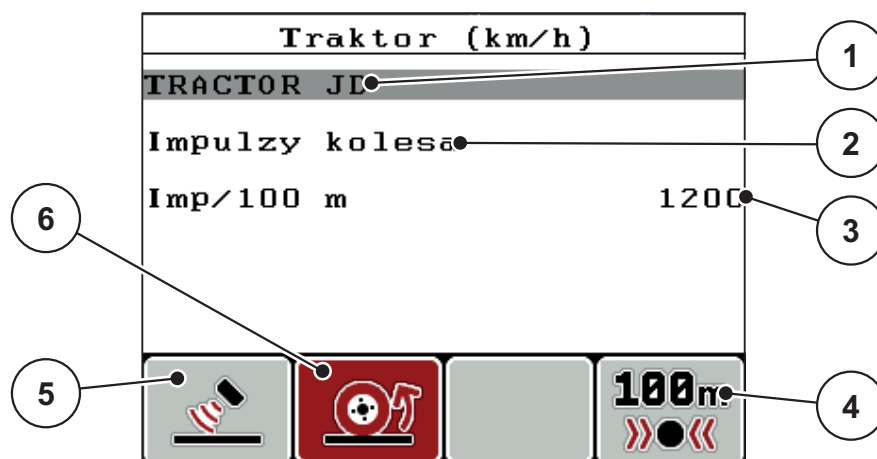 Traktor (km/h)
1
TRACTOR JD
Impulzy kolesa
2
Imp/100 m 1200
3
6
5
100m
4